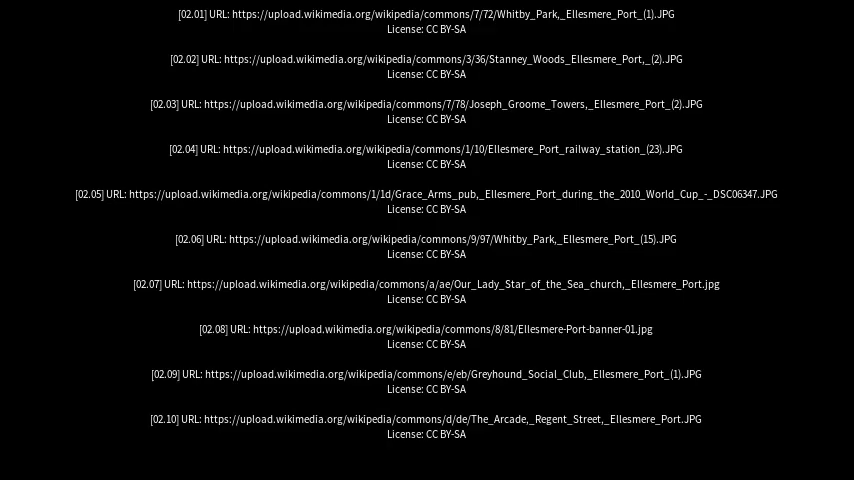 [02.01] URL: https://upload.wikimedia.org/wikipedia/commons/7/72/Whitby_Park,_Ellesmere_Port_(1).JPG
License: CC BY-SA
[02.02] URL: https://upload.wikimedia.org/wikipedia/commons/3/36/Stanney_Woods_Ellesmere_Port,_(2).JPG
License: CC BY-SA
[02.03] URL: https://upload.wikimedia.org/wikipedia/commons/7/78/Joseph_Groome_Towers,_Ellesmere_Port_(2).JPG
License: CC BY-SA
[02.04] URL: https://upload.wikimedia.org/wikipedia/commons/1/10/Ellesmere_Port_railway_station_(23).JPG
License: CC BY-SA
[02.05] URL: https://upload.wikimedia.org/wikipedia/commons/1/1d/Grace_Arms_pub,_Ellesmere_Port_during_the_2010_World_Cup_-_DSC06347.JPG
License: CC BY-SA
[02.06] URL: https://upload.wikimedia.org/wikipedia/commons/9/97/Whitby_Park,_Ellesmere_Port_(15).JPG
License: CC BY-SA
[02.07] URL: https://upload.wikimedia.org/wikipedia/commons/a/ae/Our_Lady_Star_of_the_Sea_church,_Ellesmere_Port.jpg
License: CC BY-SA
[02.08] URL: https://upload.wikimedia.org/wikipedia/commons/8/81/Ellesmere-Port-banner-01.jpg
License: CC BY-SA
[02.09] URL: https://upload.wikimedia.org/wikipedia/commons/e/eb/Greyhound_Social_Club,_Ellesmere_Port_(1).JPG
License: CC BY-SA
[02.10] URL: https://upload.wikimedia.org/wikipedia/commons/d/de/The_Arcade,_Regent_Street,_Ellesmere_Port.JPG
License: CC BY-SA